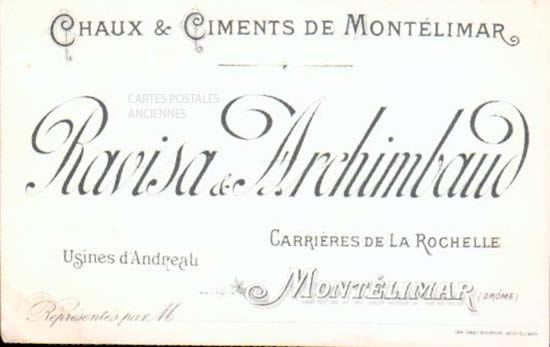 CHAUX & CIMENTS DE MONTÉLIMAR
CARTES POSTALES
ANCIENNES
Ravisa & Archimbaud
Usines d'Andreau
CARRIÈRES DE LA ROCHELLE
MONTÉLIMAR (DRÔME)
Représentés par M